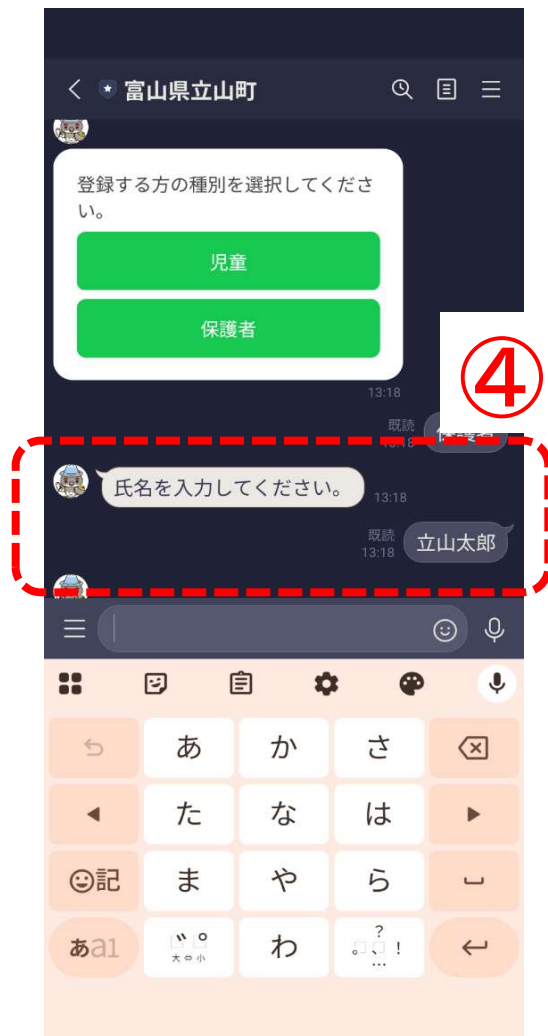 富山県立山町
登録する方の種別を選択してくださ
い。
児童
保護者
13:18
④
既読
13:18
保護者
氏名を入力してください。
13:18
既読
13:18
立山太郎
あ
か
さ
た
な
は
記
ま
や
ら
あa1
゛゜
大⇔小
わ
。、?!…